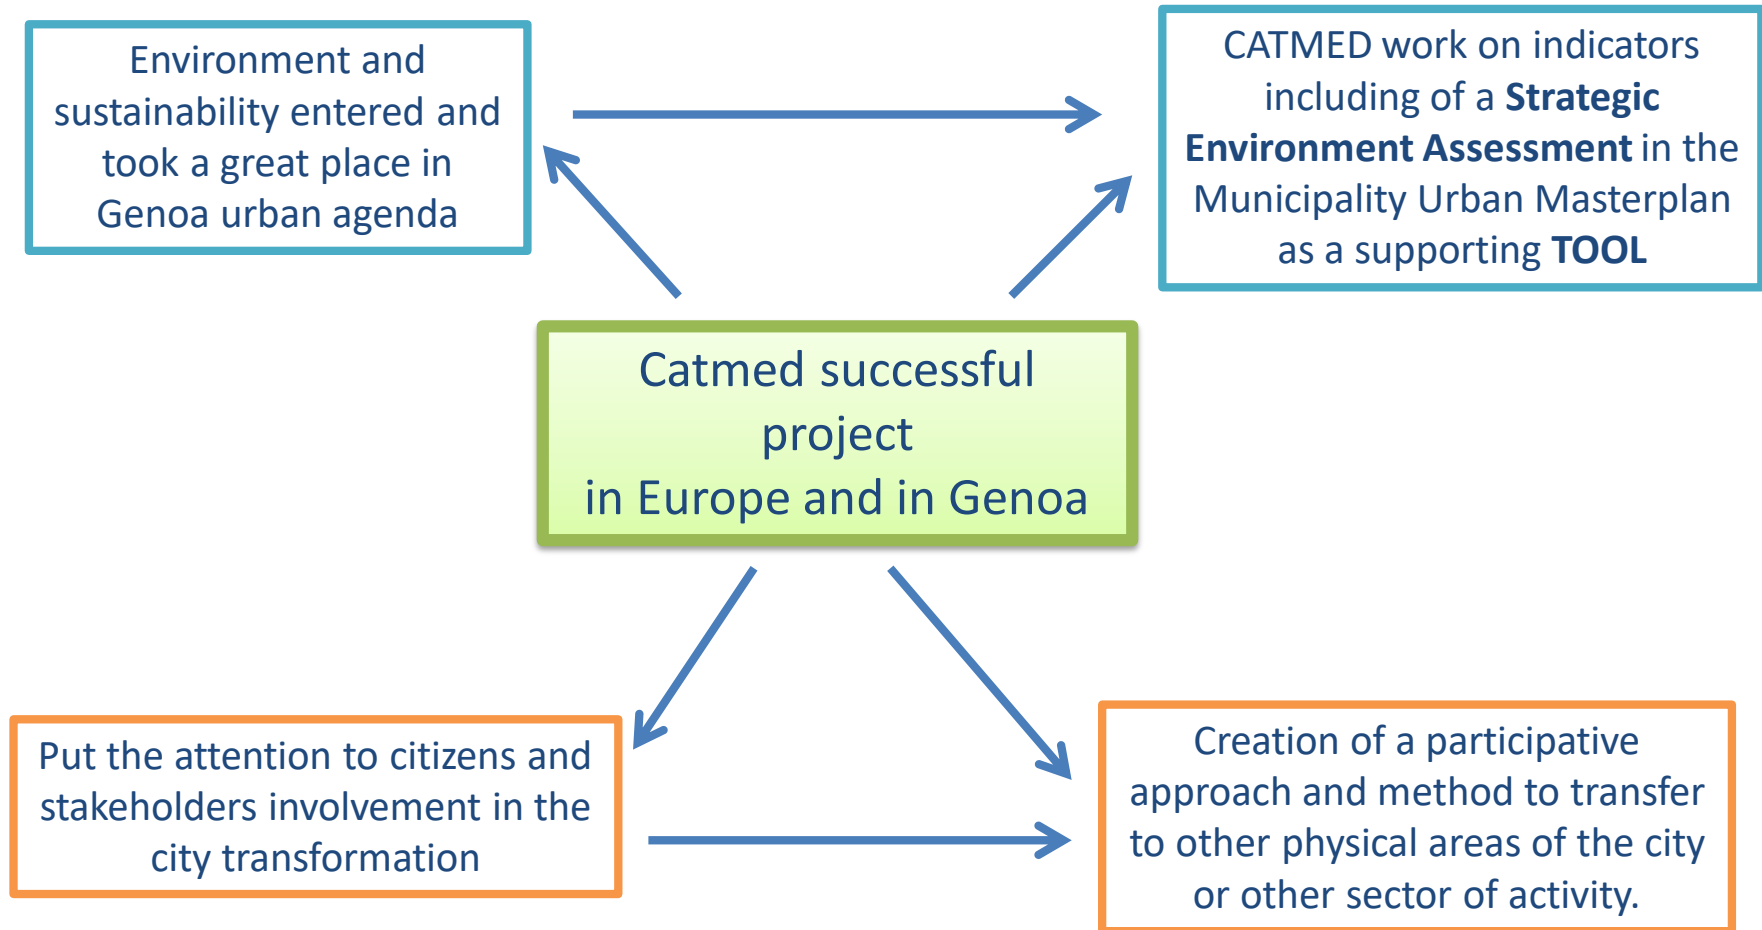 Environment and
sustainability entered and
took a great place in
Genoa urban agenda
CATMED work on indicators
including of a Strategic
Environment Assessment in the
Municipality Urban Masterplan
as a supporting TOOL
Catmed successful
project
in Europe and in Genoa
Put the attention to citizens and
stakeholders involvement in the
city transformation
Creation of a participative
approach and method to transfer
to other physical areas of the city
or other sector of activity.